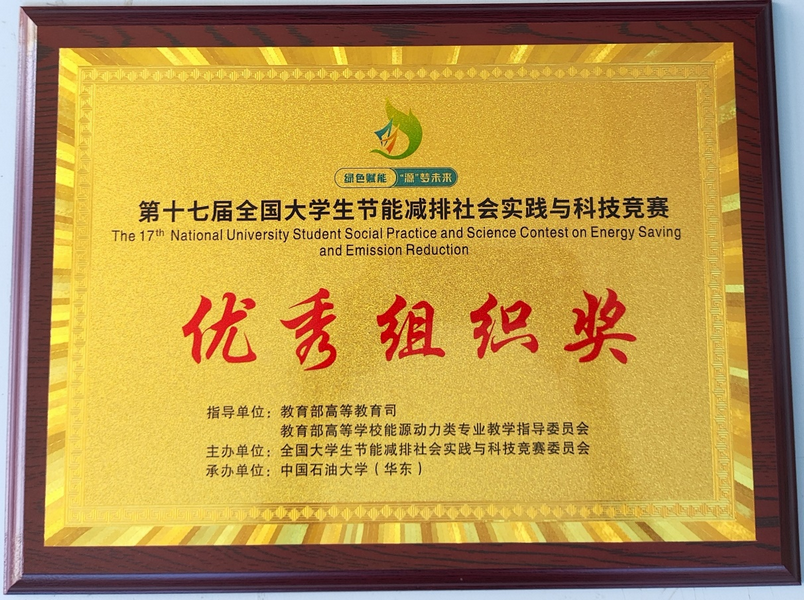 绿色赋能 "源"梦未来
第十七届全国大学生节能减排社会实践与科技竞赛
The 17th National University Student Social Practice and Science Contest on Energy Saving
and Emission Reduction
优秀组织奖
指导单位：教育部高等教育司
教育部高等学校能源动力类专业教学指导委员会
主办单位：全国大学生节能减排社会实践与科技竞赛委员会
承办单位：中国石油大学（华东）